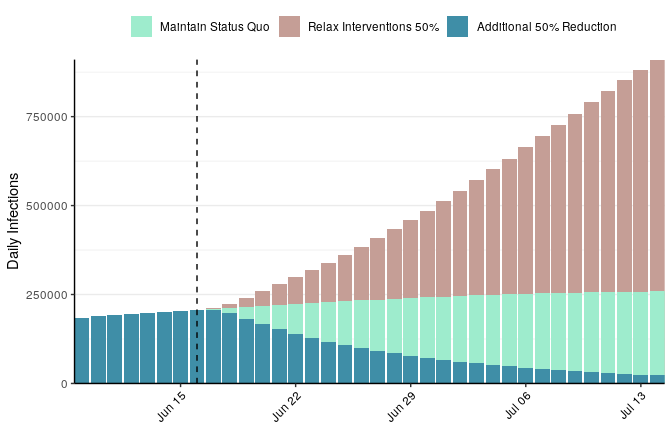 Maintain Status Quo Relax Interventions 50% Additional 50% Reduction
Daily Infections
750000
500000
250000
0
Jun 15 Jun 22 Jun 29 Jul 06 Jul 13